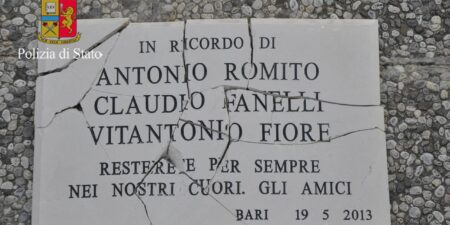 Polizia di Stato
IN RICORDO DI
ANTONIO ROMITO
CLAUDIO FANELLI
VITANTONIO FIORE
RESTERETE PER SEMPRE
NEI NOSTRI CUORI. GLI AMICI
BARI 19 5 2013